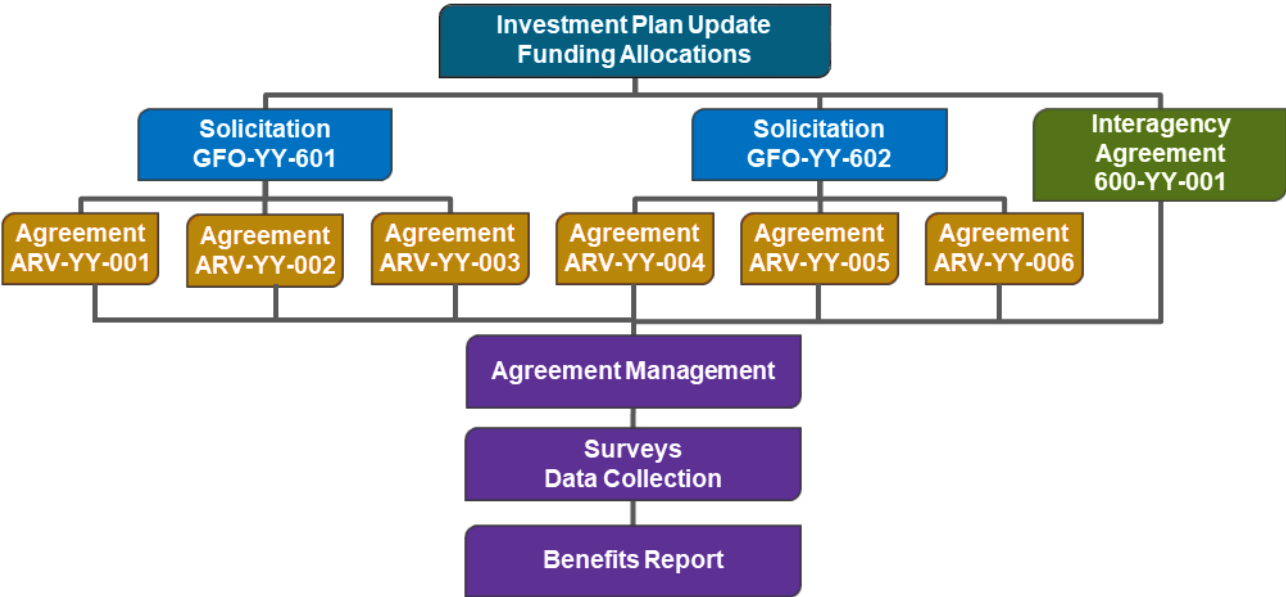 Investment Plan Update
Funding Allocations
Solicitation
GFO-YY-601
Solicitation
GFO-YY-602
Interagency
Agreement
600-YY-001
Agreement
ARV-YY-001
Agreement
ARV-YY-002
Agreement
ARV-YY-003
Agreement
ARV-YY-004
Agreement
ARV-YY-005
Agreement
ARV-YY-006
Agreement Management
Surveys
Data Collection
Benefits Report